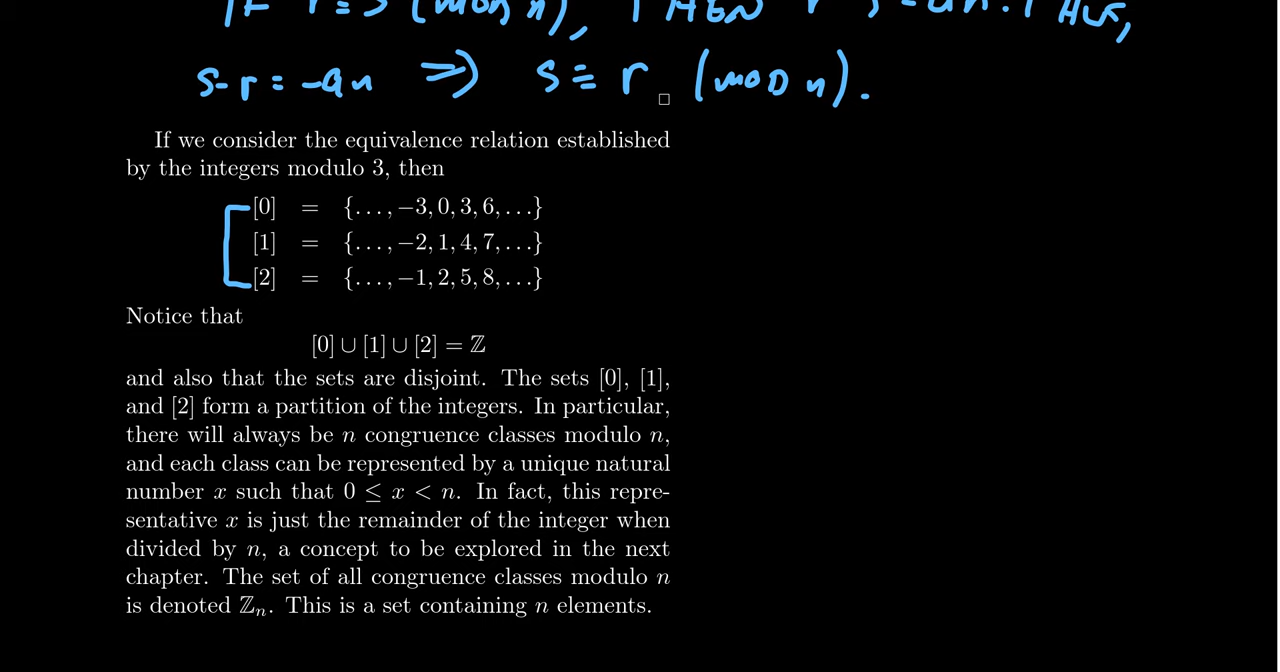 IF r ≡ s (mod n), THEN r - s = an. THUS,
s - r = -an ⇒ s ≡ r (mod n).
□
If we consider the equivalence relation established
by the integers modulo 3, then
[0] = {. . . , −3, 0, 3, 6, . . .}
[1] = {. . . , −2, 1, 4, 7, . . .}
[2] = {. . . , −1, 2, 5, 8, . . .}
Notice that
[0] ∪ [1] ∪ [2] = ℤ
and also that the sets are disjoint. The sets [0], [1],
and [2] form a partition of the integers. In particular,
there will always be n congruence classes modulo n,
and each class can be represented by a unique natural
number x such that 0 ≤ x < n. In fact, this repre-
sentative x is just the remainder of the integer when
divided by n, a concept to be explored in the next
chapter. The set of all congruence classes modulo n
is denoted ℤₙ. This is a set containing n elements.